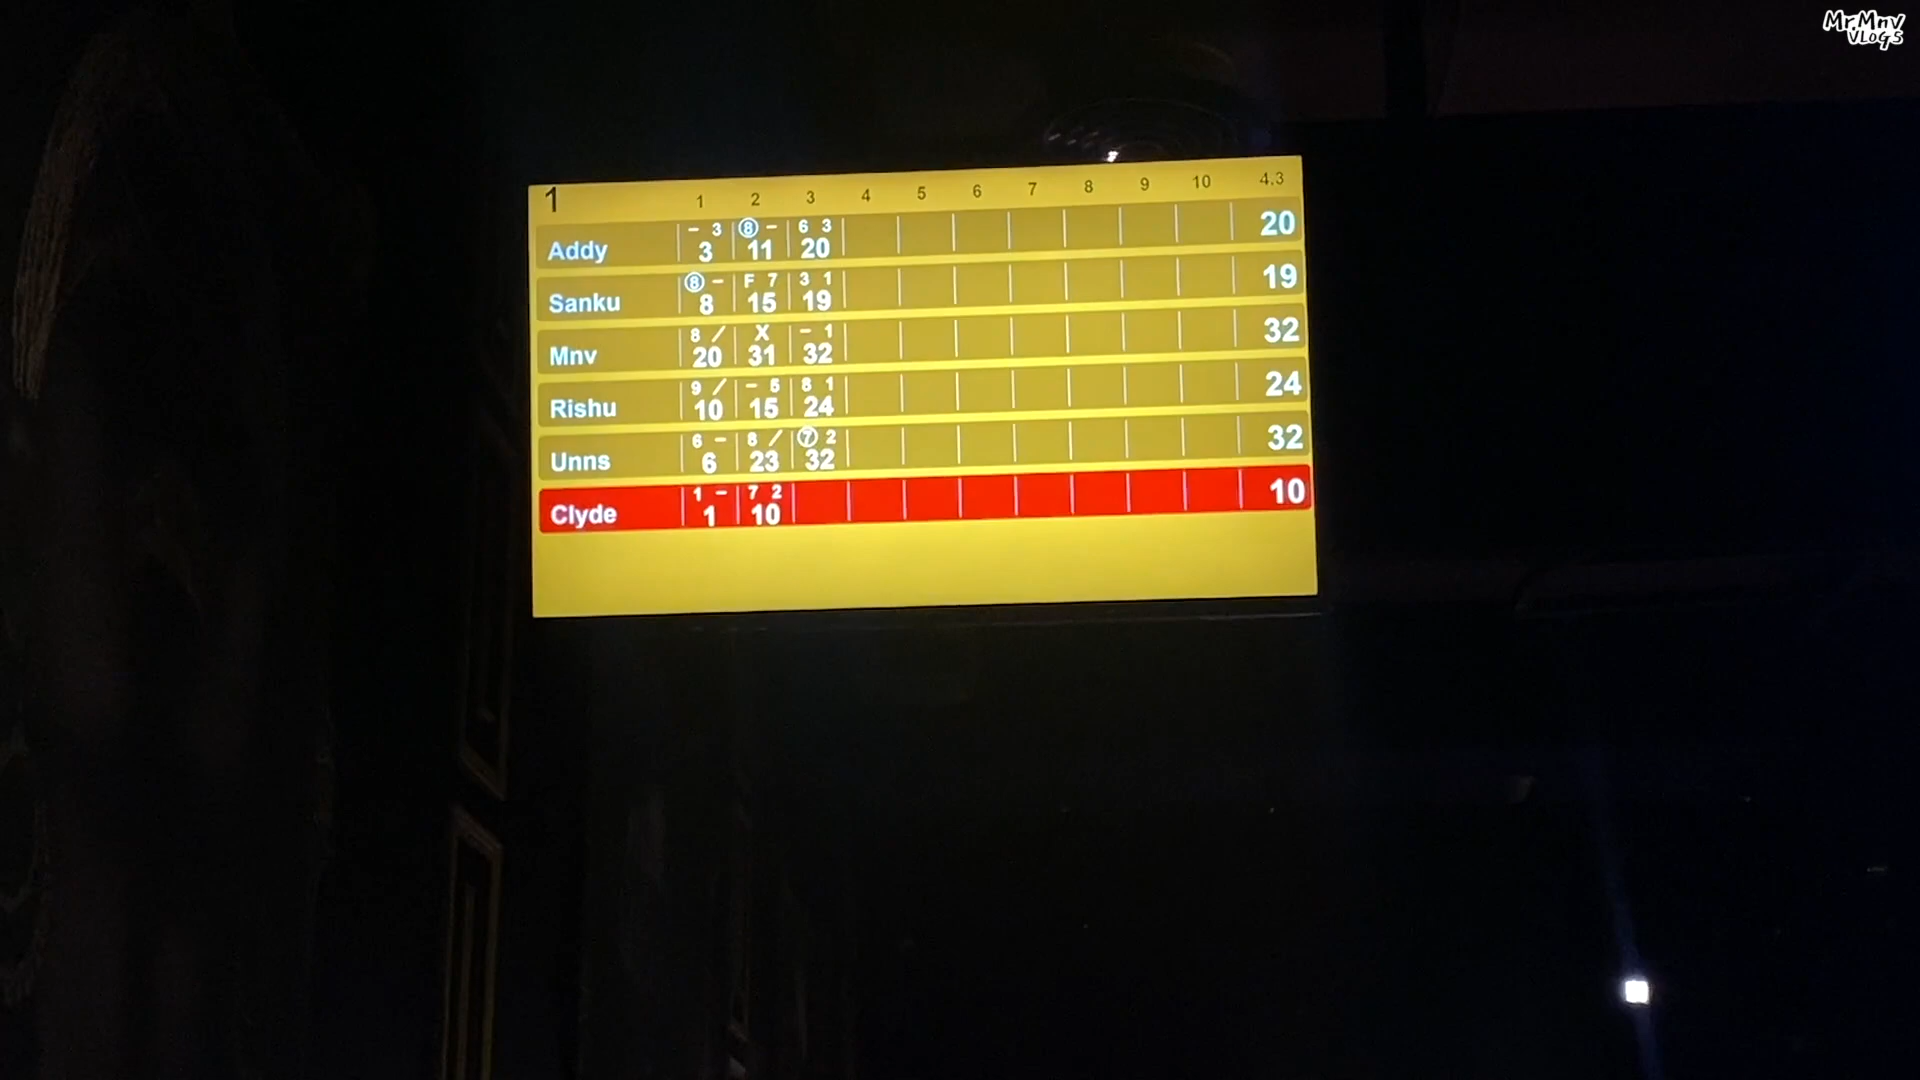 MrMnv
VLOGS
1 1 2 3 4 5 6 7 8 9 10 4.3
- 3 ⑧ - 6 3
Addy 3 11 20 20
⑧ - F 7 3 1
Sanku 8 15 19 19
8 / X - 1
Mnv 20 31 32 32
9 / - 5 8 1
Rishu 10 15 24 24
6 - 8 / ⑦ 2
Unns 6 23 32 32
1 - 7 2
Clyde 1 10 10